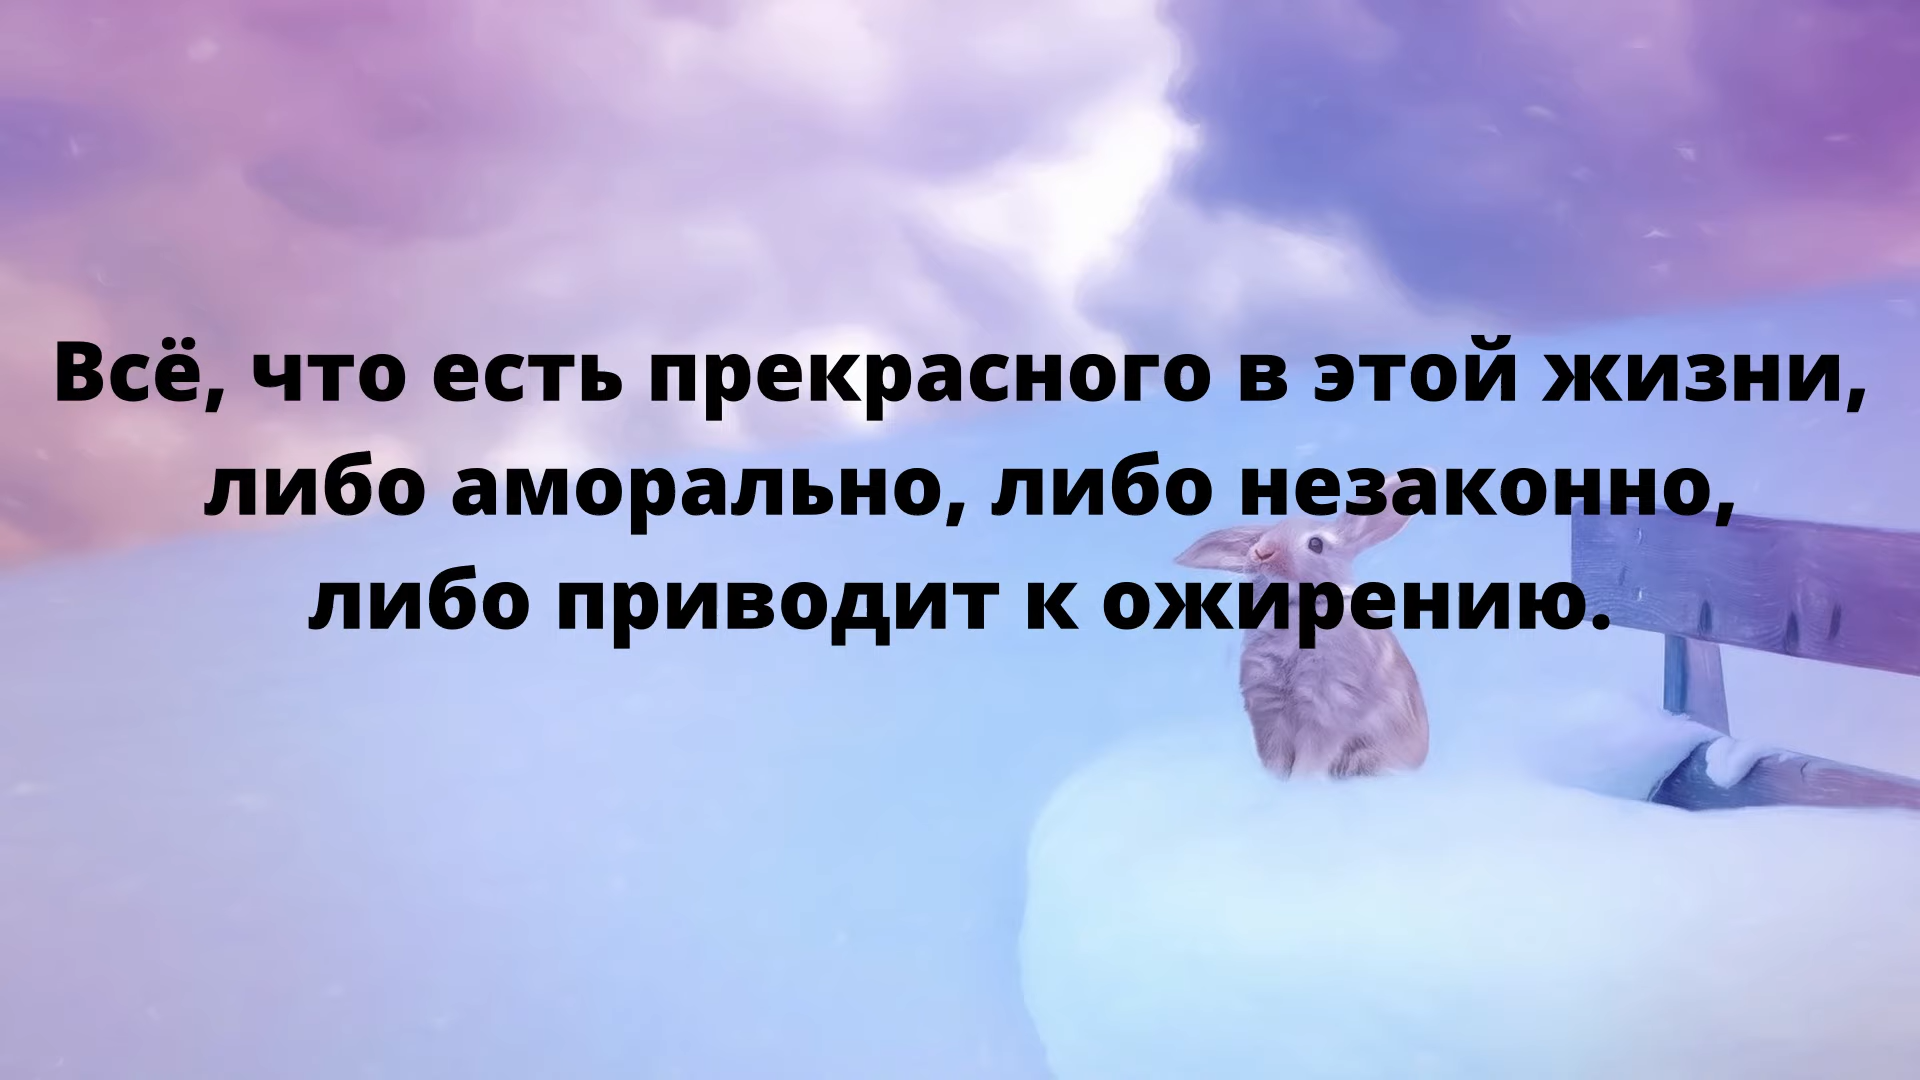 Всё, что есть прекрасного в этой жизни,
либо аморально, либо незаконно,
либо приводит к ожирению.